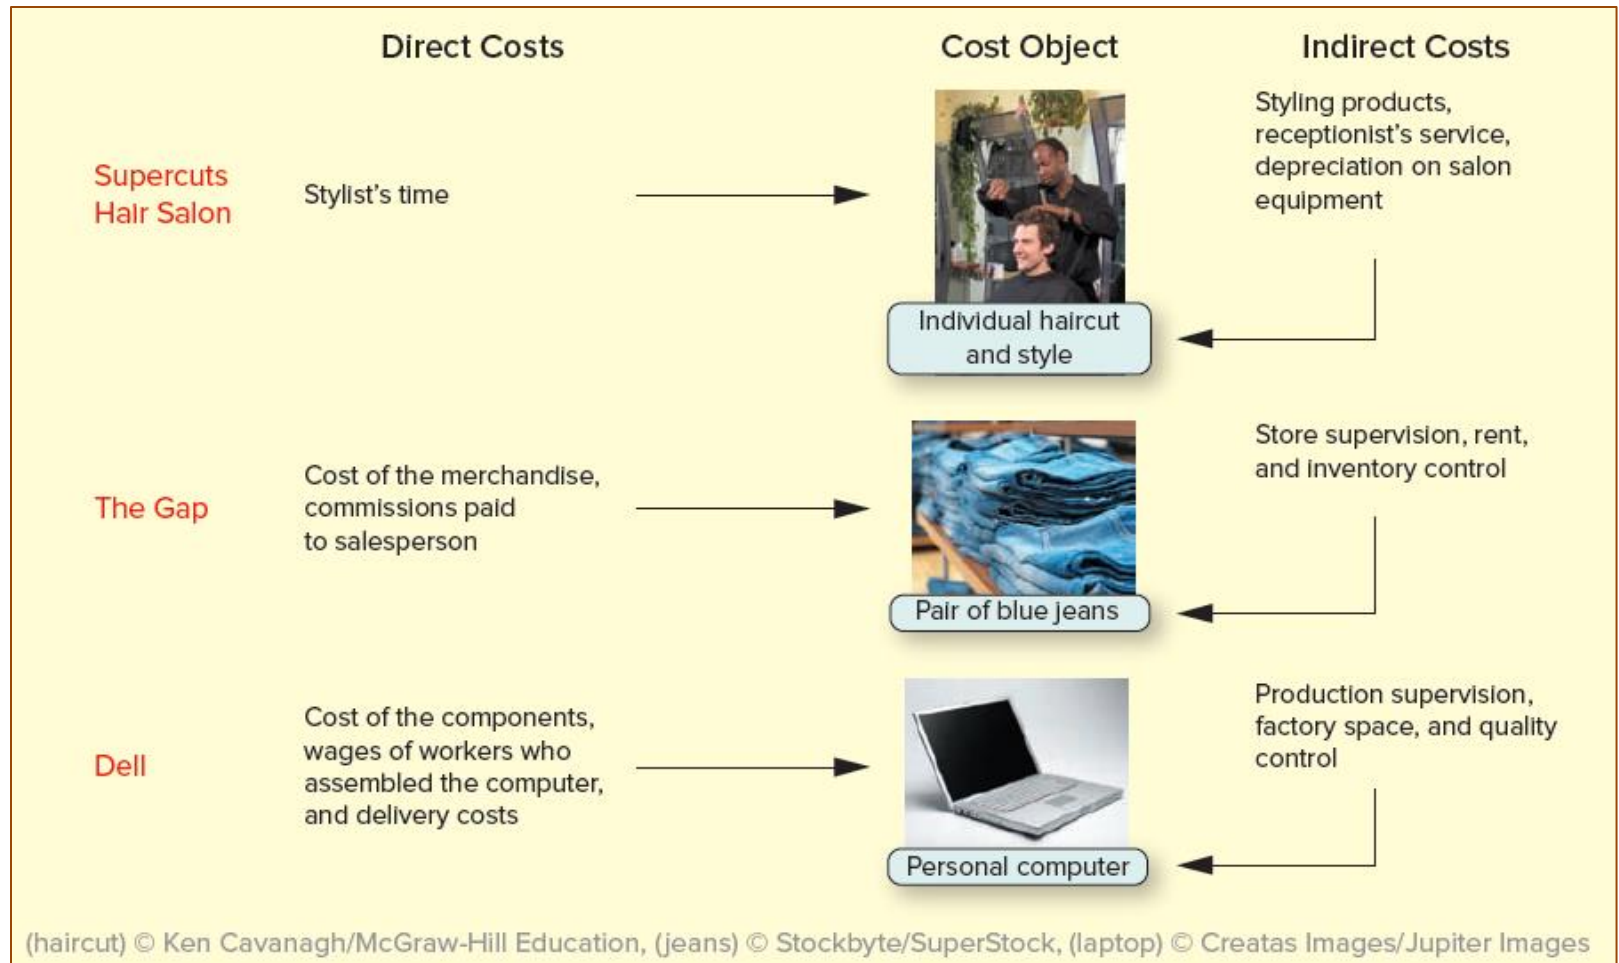 Direct Costs
Cost Object
Indirect Costs
Supercuts
Hair Salon
Stylist's time
Individual haircut
and style
Styling products,
receptionist's service,
depreciation on salon
equipment
The Gap
Cost of the merchandise,
commissions paid
to salesperson
Pair of blue jeans
Store supervision, rent,
and inventory control
Dell
Cost of the components,
wages of workers who
assembled the computer,
and delivery costs
Personal computer
Production supervision,
factory space, and quality
control
(haircut) © Ken Cavanagh/McGraw-Hill Education, (jeans) © Stockbyte/SuperStock, (laptop) © Creatas Images/Jupiter Images